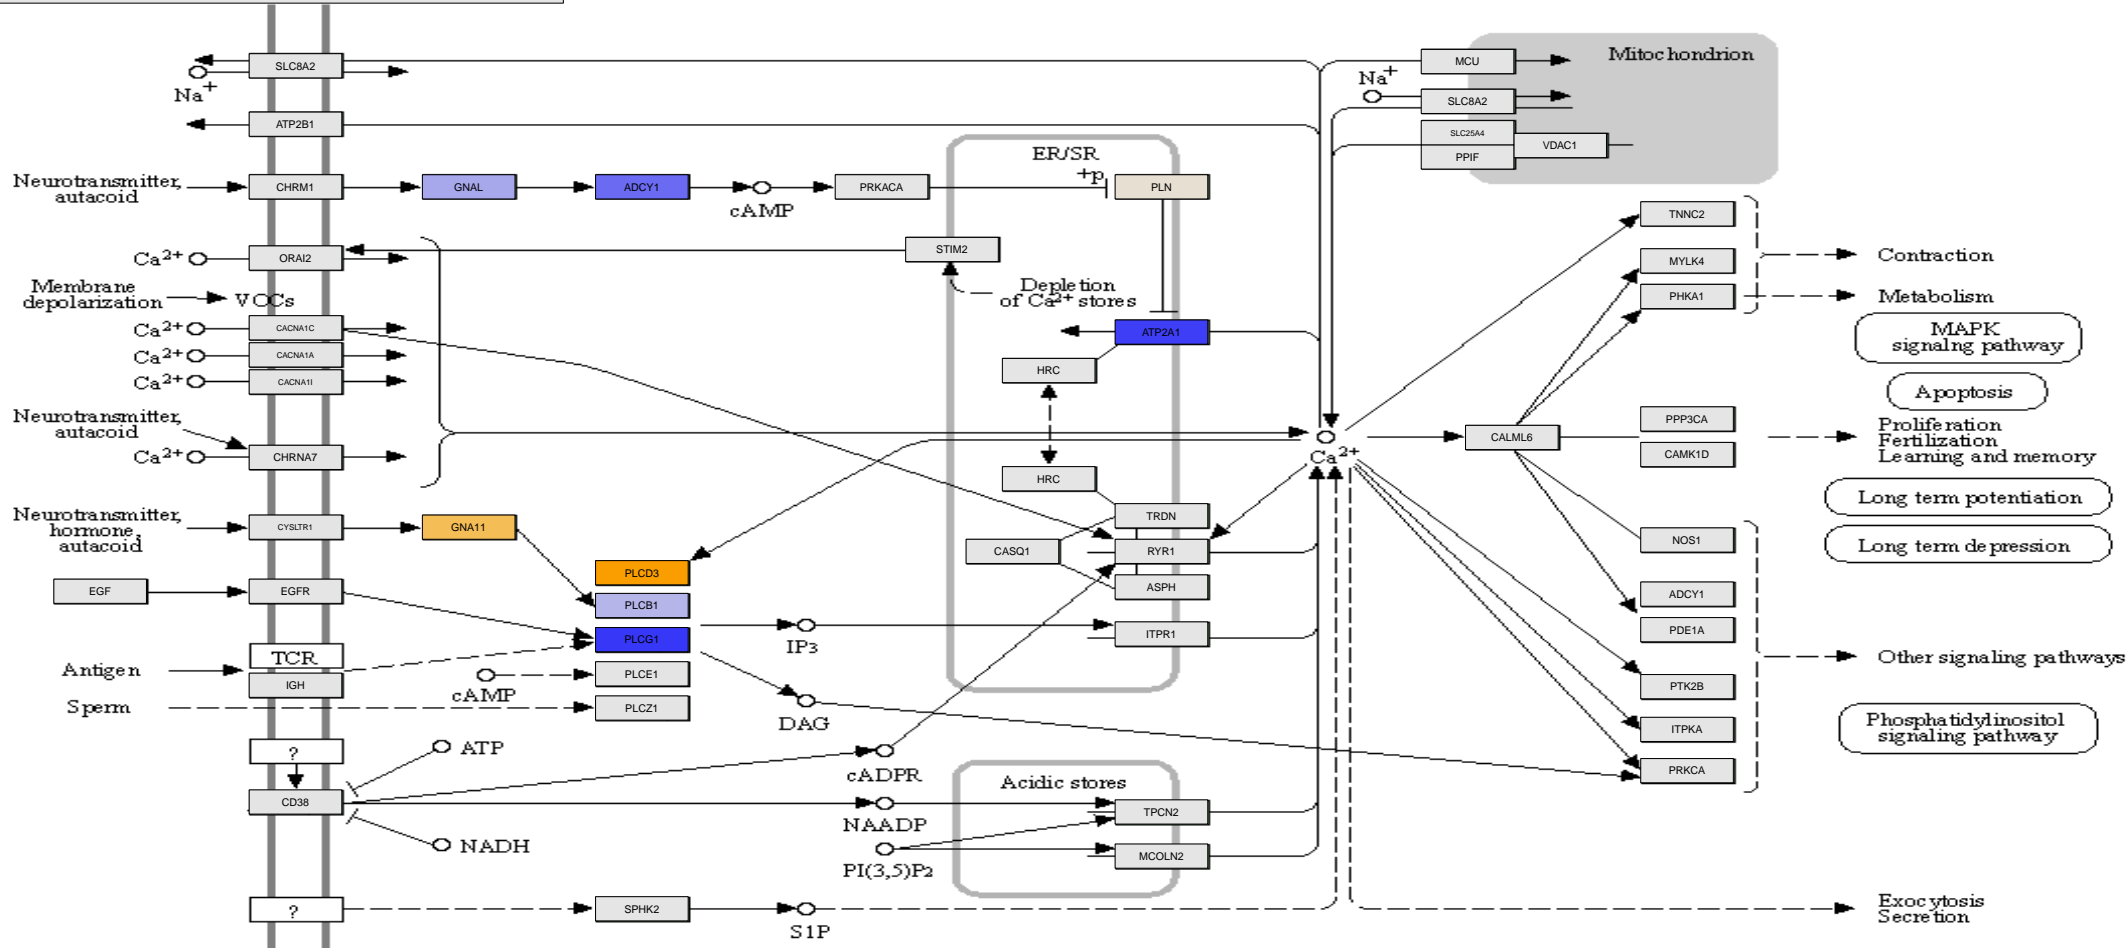 SLC8A2
Na+
ATP2B1
Neurotransmitter,
autacoid
CHRM1
GNAL
ADCY1
cAMP
PRKACA
ER/SR
+p
PLN
MCU
Mitochondrion
Na+
SLC8A2
SLC25A4
PPIF
VDAC1
Ca2+
ORAI2
STIM2
Depletion
of Ca2+ stores
Membrane
depolarization
VOCs
Ca2+
CACNA1C
Ca2+
CACNA1A
Ca2+
CACNA1I
ATP2A1
HRC
Neurotransmitter,
autacoid
Ca2+
CHRNA7
HRC
Ca2+
TNNC2
MYLK4
PHKA1
Contraction
Metabolism
MAPK
signalng pathway
Apoptosis
CALML6
PPP3CA
CAMK1D
Proliferation
Fertilization
Learning and memory
Long term potentiation
Long term depression
Neurotransmitter,
hormone,
autacoid
CYSLTR1
GNA11
TRDN
CASQ1
RYR1
ASPH
NOS1
EGF
EGFR
PLCD3
PLCB1
PLCG1
PLCE1
PLCZ1
IP3
ITPR1
ADCY1
PDE1A
Other signaling pathways
Antigen
TCR
IGH
cAMP
Sperm
DAG
PTK2B
ITPKA
PRKCA
Phosphatidylinositol
signaling pathway
?
ATP
cADPR
CD38
NAADP
NADH
PI(3,5)P2
Acidic stores
TPCN2
MCOLN2
?
SPHK2
S1P
Exocytosis
Secretion